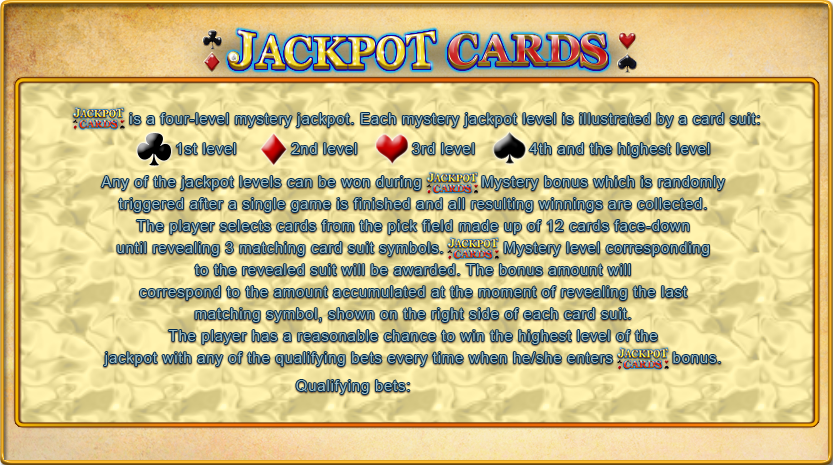 JACKPOT CARDS
JACKPOT CARDS is a four-level mystery jackpot. Each mystery jackpot level is illustrated by a card suit:
1st level 2nd level 3rd level 4th and the highest level
Any of the jackpot levels can be won during JACKPOT CARDS Mystery bonus which is randomly
triggered after a single game is finished and all resulting winnings are collected.
The player selects cards from the pick field made up of 12 cards face-down
until revealing 3 matching card suit symbols. JACKPOT CARDS Mystery level corresponding
to the revealed suit will be awarded. The bonus amount will
correspond to the amount accumulated at the moment of revealing the last
matching symbol, shown on the right side of each card suit.
The player has a reasonable chance to win the highest level of the
jackpot with any of the qualifying bets every time when he/she enters JACKPOT CARDS bonus.
Qualifying bets: